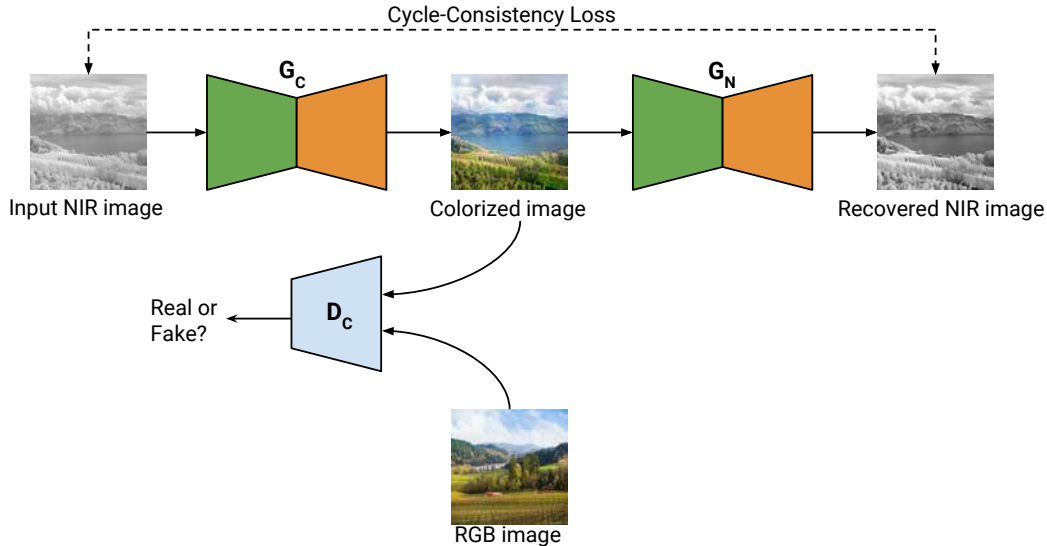 Cycle-Consistency Loss
G_C
G_N
Input NIR image
Colorized image
Recovered NIR image
Real or
Fake?
D_C
RGB image